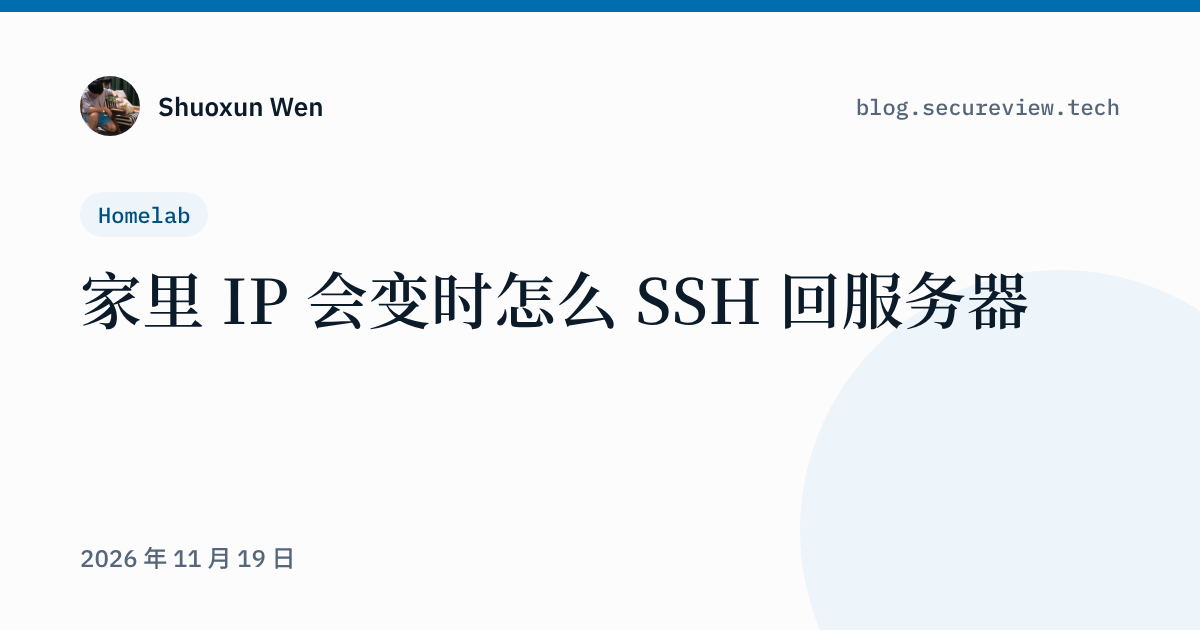 Shuoxun Wen
blog.secureview.tech
Homelab
家里 IP 会变时怎么 SSH 回服务器
2026 年 11 月 19 日